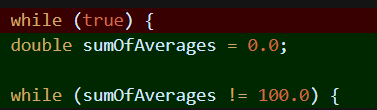 while (true) {
double sumOfAverages = 0.0;
while (sumOfAverages != 100.0) {